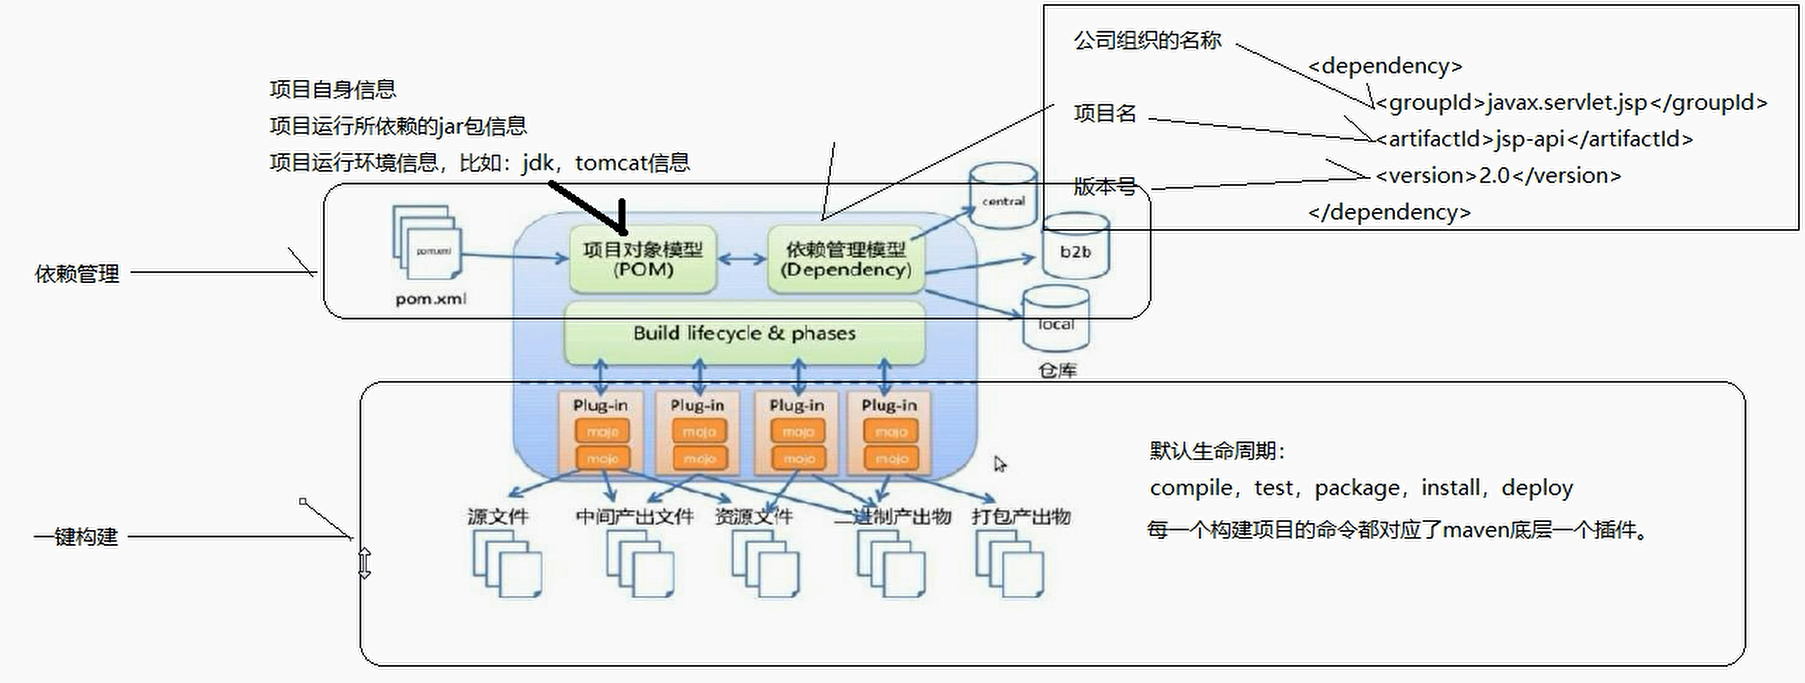 公司组织的名称
<dependency>
<groupId>javax.servlet.jsp</groupId>
项目名
<artifactId>jsp-api</artifactId>
版本号
<version>2.0</version>
</dependency>
项目自身信息
项目运行所依赖的jar包信息
项目运行环境信息，比如：jdk，tomcat信息
依赖管理
pom.xml
pom.xml
项目对象模型
(POM)
依赖管理模型
(Dependency)
central
b2b
local
仓库
Build lifecycle & phases
Plug-in
mojo
mojo
Plug-in
mojo
mojo
Plug-in
mojo
mojo
Plug-in
mojo
mojo
一键构建
源文件
中间产出文件
资源文件
二进制产出物
打包产出物
默认生命周期：
compile，test，package，install，deploy
每一个构建项目的命令都对应了maven底层一个插件。